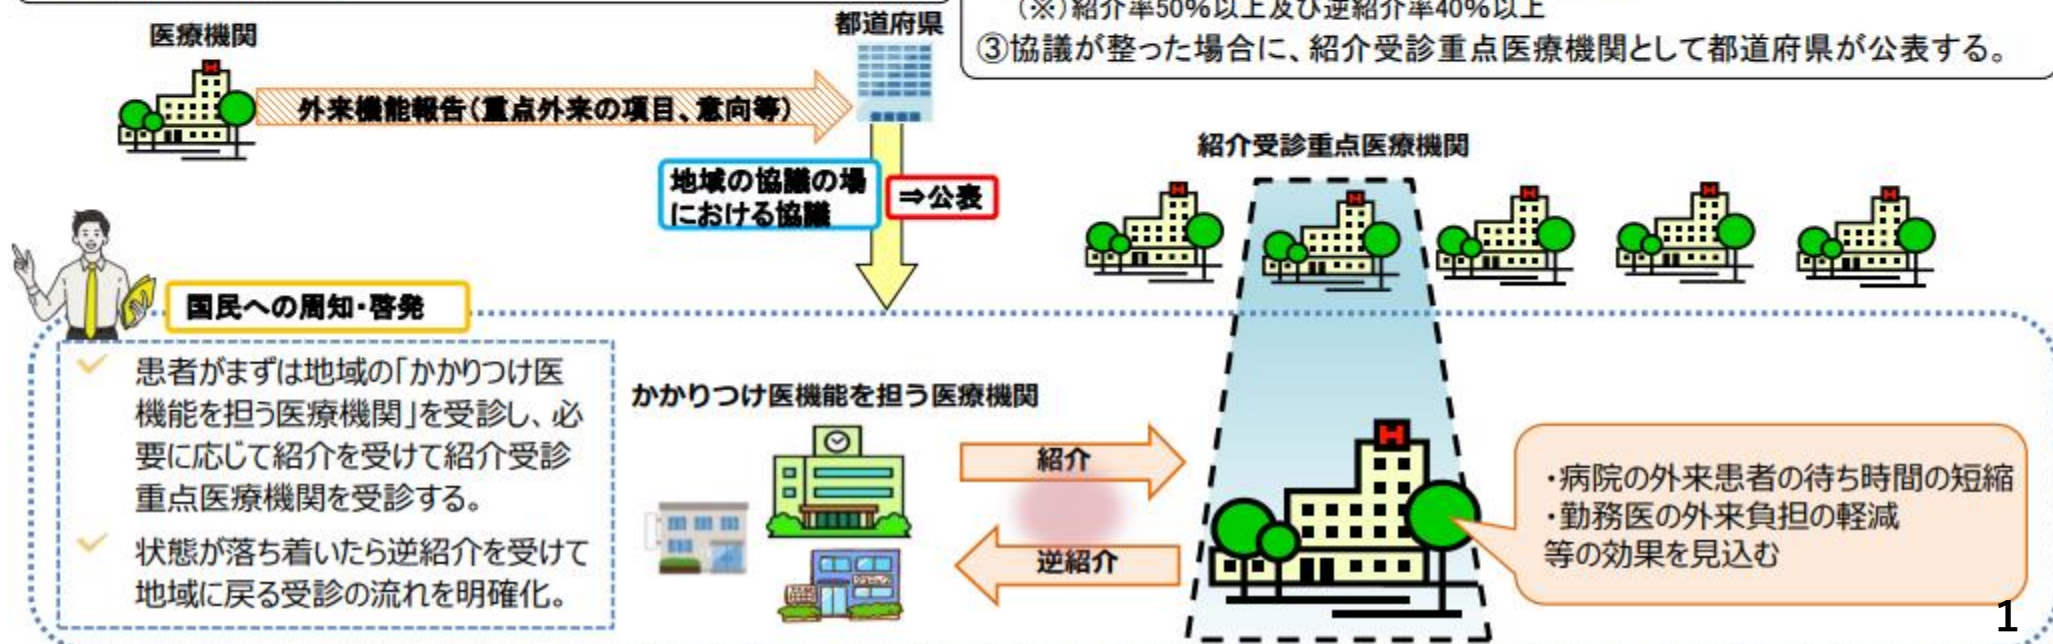 (※)紹介率50%以上及び逆紹介率40%以上
③協議が整った場合に、紹介受診重点医療機関として都道府県が公表する。
医療機関
都道府県
外来機能報告(重点外来の項目、意向等)
地域の協議の場
における協議
⇒公表
紹介受診重点医療機関
H
H
H
H
H
H
国民への周知・啓発
患者がまずは地域の「かかりつけ医
機能を担う医療機関」を受診し、必
要に応じて紹介を受けて紹介受診
重点医療機関を受診する。
状態が落ち着いたら逆紹介を受けて
地域に戻る受診の流れを明確化。
かかりつけ医機能を担う医療機関
紹介
逆紹介
H
・病院の外来患者の待ち時間の短縮
・勤務医の外来負担の軽減
等の効果を見込む
1